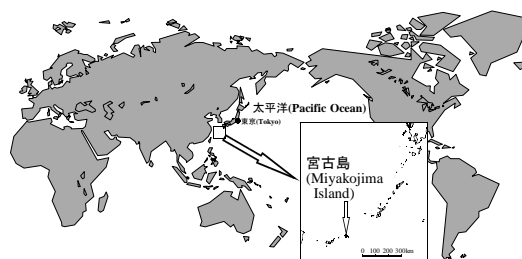 太平洋(Pacific Ocean)
東京(Tokyo)
宮古島
(Miyakojima
Island)
0 100 200 300km